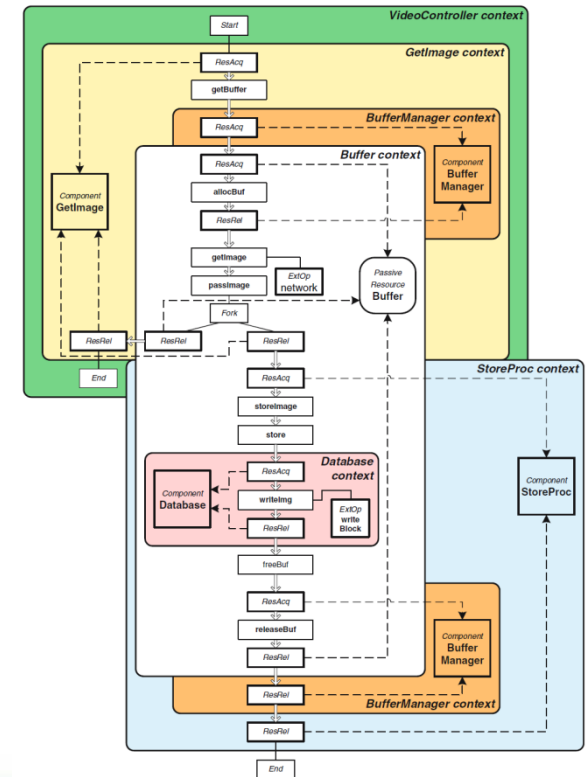 VideoController context
Start
GetImage context
ResAcq
getBuffer
BufferManager context
ResAcq
Buffer context
ResAcq
Component
Buffer
Manager
allocBuf
Component
GetImage
ResRel
getImage
ExtOp
network
passImage
Passive
Resource
Buffer
Fork
ResRel
ResRel
ResRel
End
StoreProc context
ResAcq
storeImage
store
Database
context
ResAcq
Component
Database
writeImg
ExtOp
write
Block
ResRel
Component
StoreProc
freeBuf
ResAcq
releaseBuf
Component
Buffer
Manager
ResRel
ResRel
BufferManager context
ResRel
End